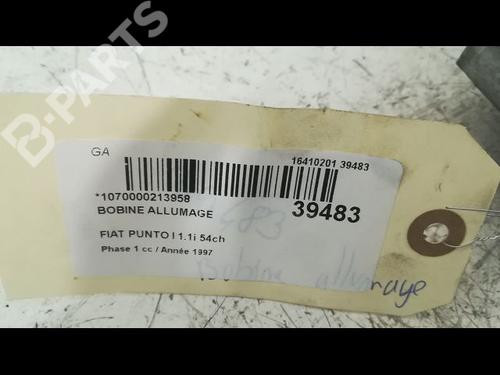 B-PARTS
GA
16410201 39483
*1070000213958
BOBINE ALLUMAGE
39483
FIAT PUNTO I 1.1i 54ch
Phase 1 cc / Année 1997
Bobine allumage